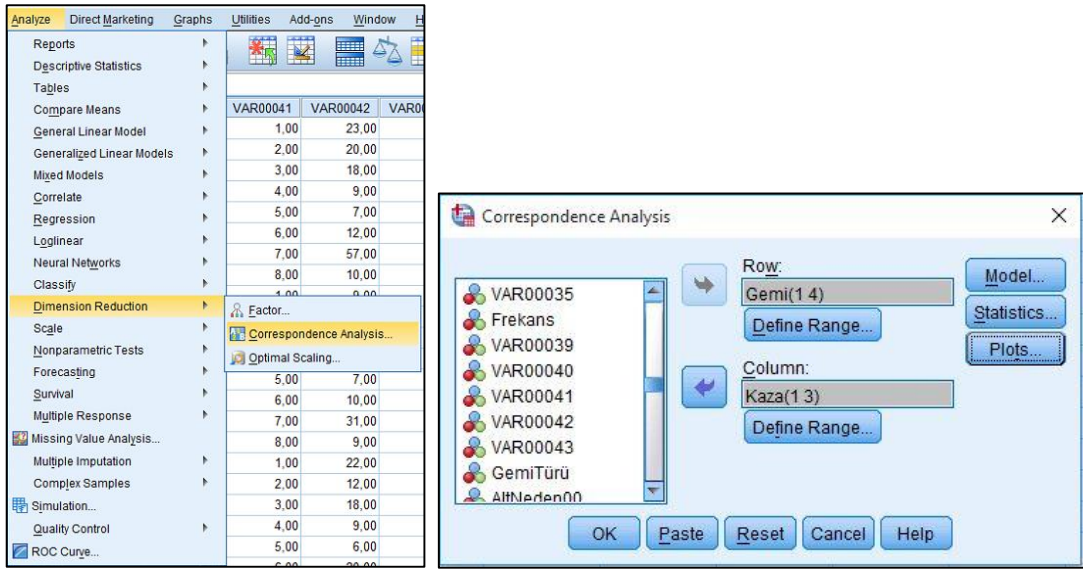 Analyze Direct Marketing Graphs Utilities Add-ons Window H
Reports
Descriptive Statistics
Tables
Compare Means
General Linear Model
Generalized Linear Models
Mixed Models
Correlate
Regression
Loglinear
Neural Networks
Classify
Dimension Reduction
Scale
Nonparametric Tests
Forecasting
Survival
Multiple Response
Missing Value Analysis...
Multiple Imputation
Complex Samples
Simulation...
Quality Control
ROC Curve...
Factor...
Correspondence Analysis...
Optimal Scaling...
VAR00041 VAR00042 VAR0
1,00 23,00
2,00 20,00
3,00 18,00
4,00 9,00
5,00 7,00
6,00 12,00
7,00 57,00
8,00 10,00
1,00 9,00
5,00 7,00
6,00 10,00
7,00 31,00
8,00 9,00
1,00 22,00
2,00 12,00
3,00 18,00
4,00 9,00
5,00 6,00
Correspondence Analysis
VAR00035
Frekans
VAR00039
VAR00040
VAR00041
VAR00042
VAR00043
GemiTürü
AltNeden00
Row:
Gemi(1 4)
Define Range...
Column:
Kaza(1 3)
Define Range...
Model...
Statistics...
Plots...
OK Paste Reset Cancel Help